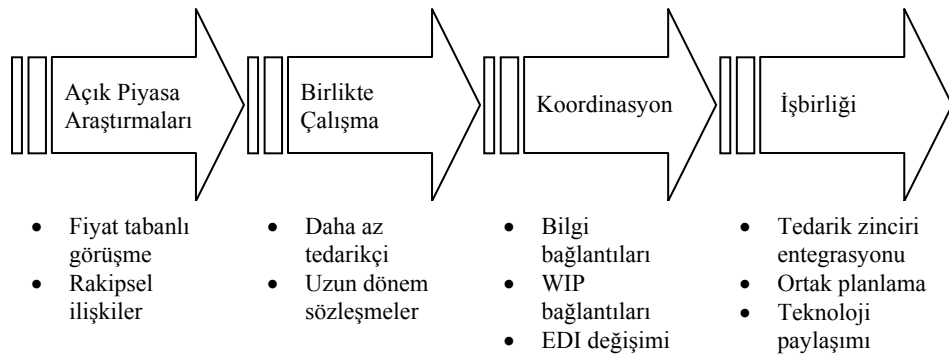 Açık Piyasa
Araştırmaları
Birlikte
Çalışma
Koordinasyon
İşbirliği
• Fiyat tabanlı
görüşme
• Rakipsel
ilişkiler
• Daha az
tedarikçi
• Uzun dönem
sözleşmeler
• Bilgi
bağlantıları
• WIP
bağlantıları
• EDI değişimi
• Tedarik zinciri
entegrasyonu
• Ortak planlama
• Teknoloji
paylaşımı